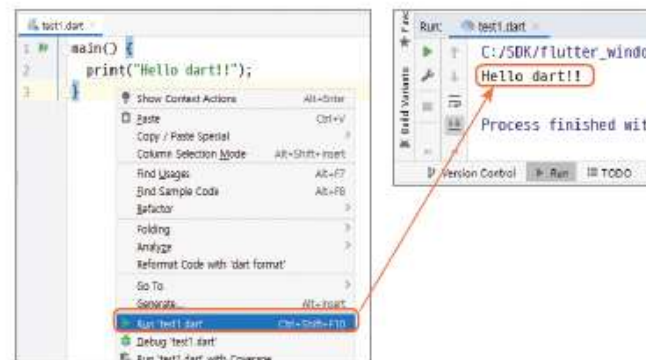 test1.dart
1 main() {
2 print("Hello dart!!");
3 }
Show Context Actions Alt+Enter
Paste Ctrl+V
Copy / Paste Special
Column Selection Mode Alt+Shift+Insert
Find Usages Alt+F7
Find Sample Code Alt+F8
Refactor
Folding
Analyze
Reformat Code with 'dart format'
Go To
Generate... Alt+Insert
Run 'test1.dart' Ctrl+Shift+F10
Debug 'test1.dart'
Run 'test1.dart' with Coverage
Run: test1.dart
C:/SDK/flutter_windo
Hello dart!!
Process finished wit
Build Variants
Version Control Run TODO